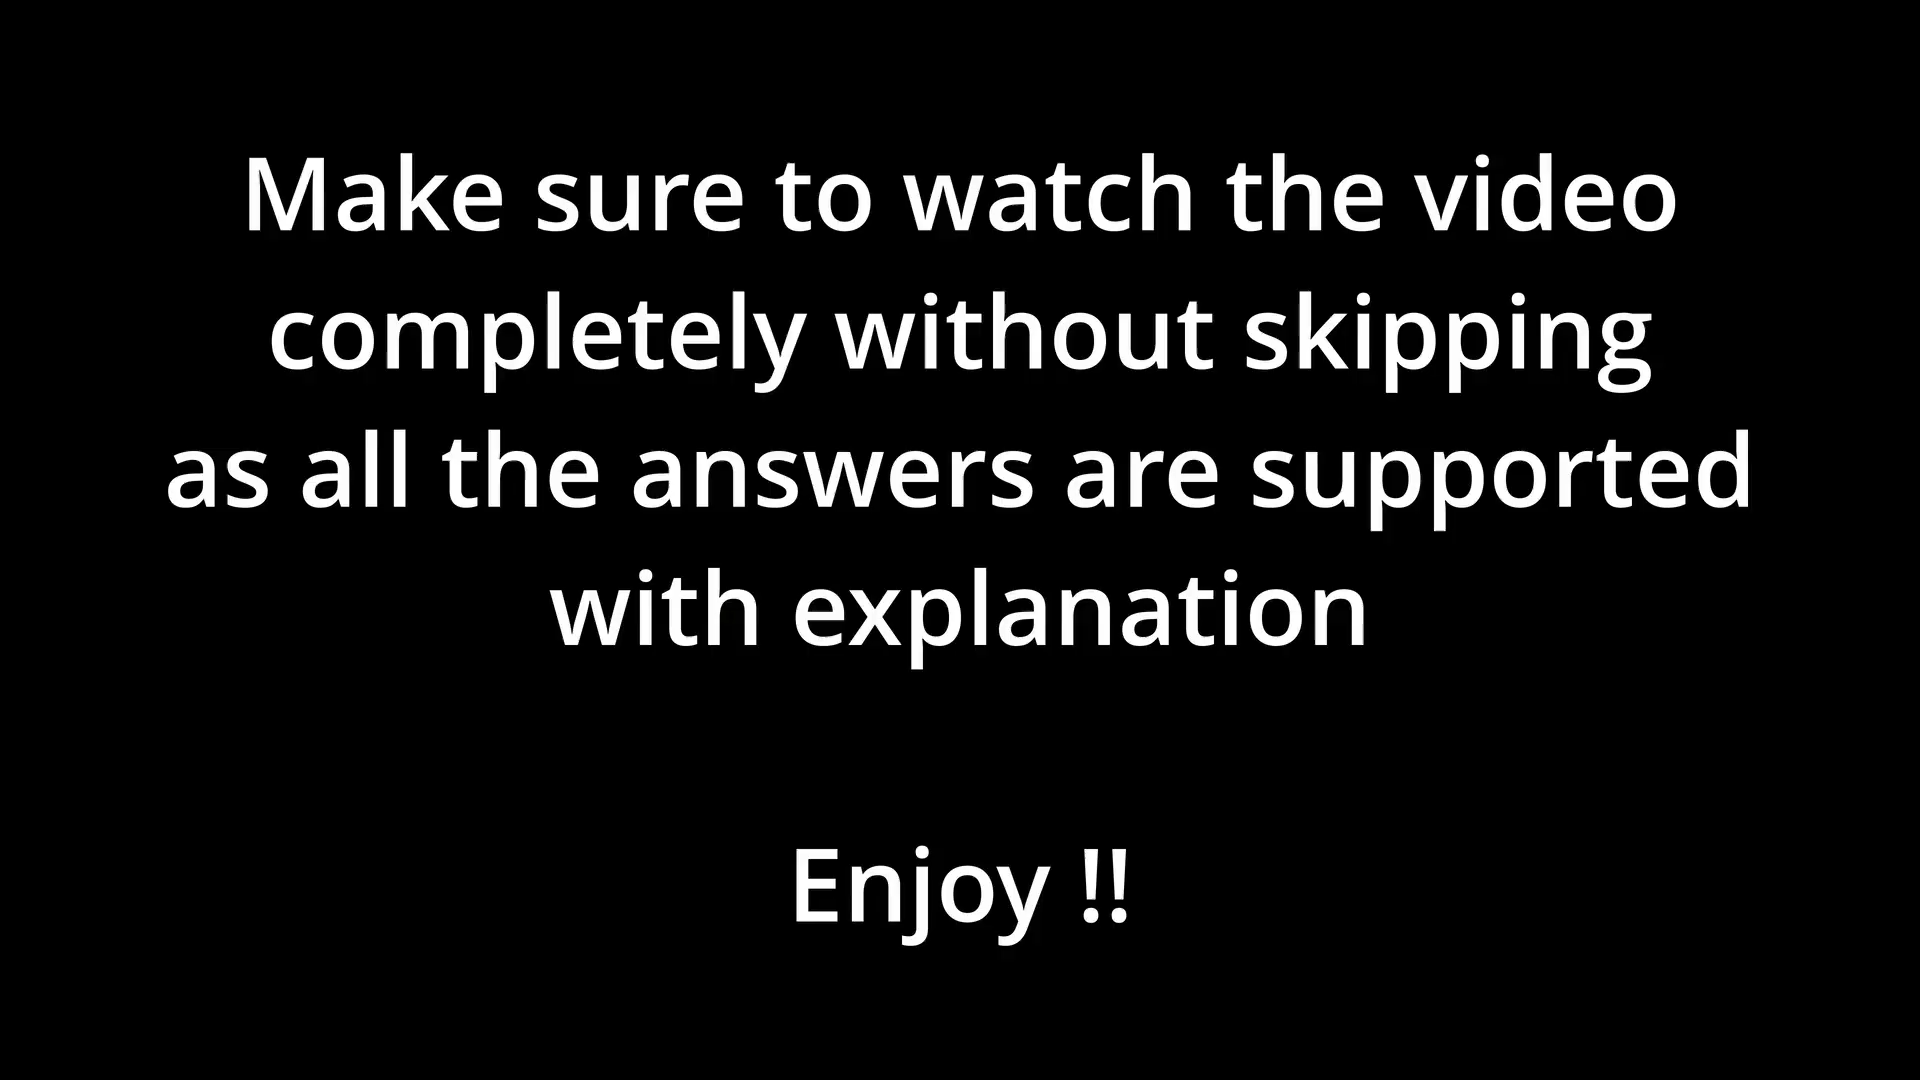 Make sure to watch the video
completely without skipping
as all the answers are supported
with explanation
Enjoy !!